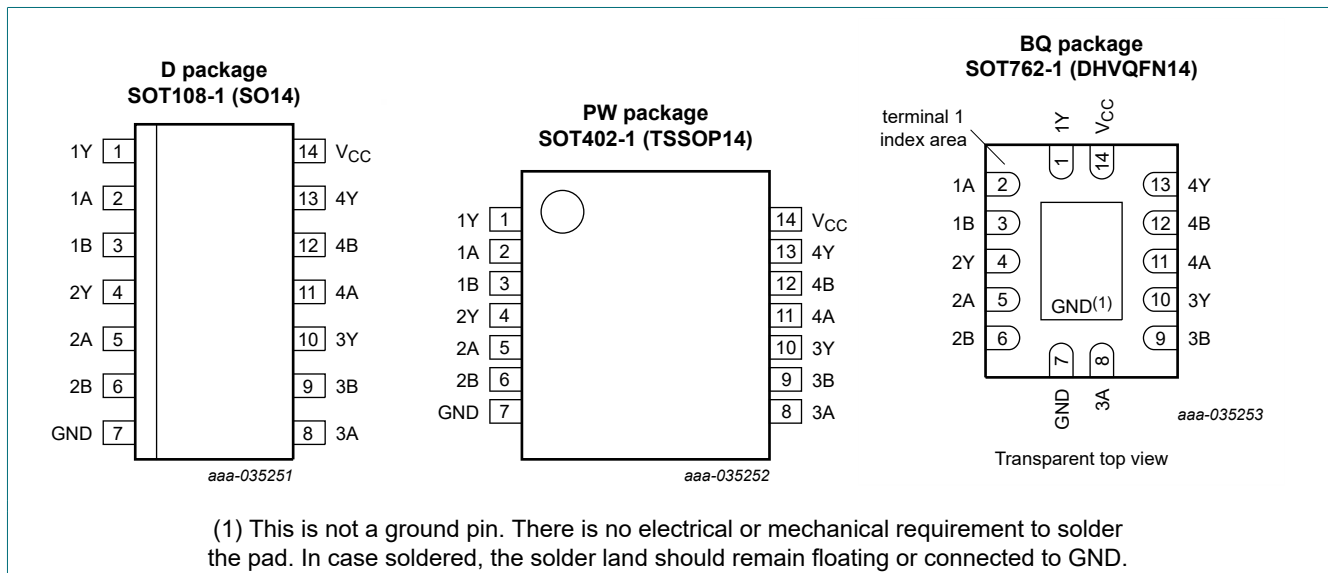 D package
SOT108-1 (SO14)
1Y 1 14 VCC
1A 2 13 4Y
1B 3 12 4B
2Y 4 11 4A
2A 5 10 3Y
2B 6 9 3B
GND 7 8 3A
aaa-035251
PW package
SOT402-1 (TSSOP14)
1Y 1 14 VCC
1A 2 13 4Y
1B 3 12 4B
2Y 4 11 4A
2A 5 10 3Y
2B 6 9 3B
GND 7 8 3A
aaa-035252
BQ package
SOT762-1 (DHVQFN14)
terminal 1
index area
1Y VCC
1 14
1A 2 13 4Y
1B 3 12 4B
2Y 4 11 4A
2A 5 10 3Y
GND(1)
2B 6 9 3B
7 8
GND 3A
aaa-035253
Transparent top view
(1) This is not a ground pin. There is no electrical or mechanical requirement to solder
the pad. In case soldered, the solder land should remain floating or connected to GND.